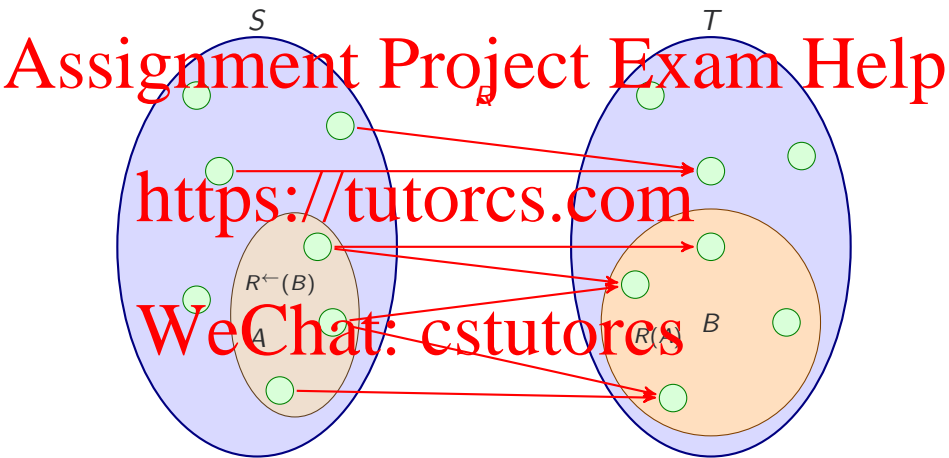 S T
Assignment Project Exam Help
R
https://tutorcs.com
R←(B)
WeChat: cstutorcs
A R(A) B